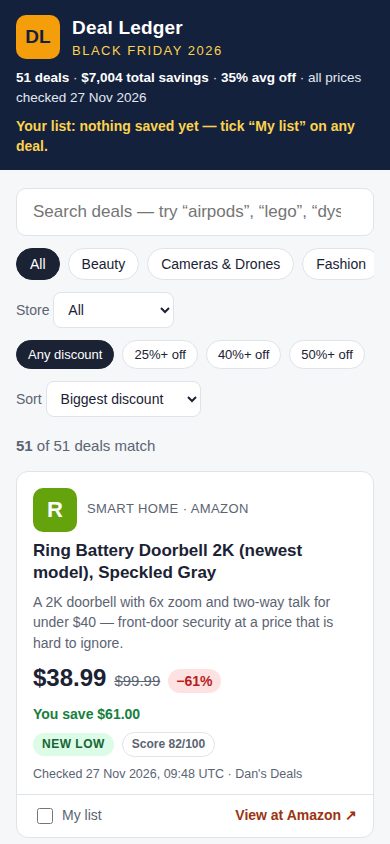 DL
Deal Ledger
BLACK FRIDAY 2026
51 deals · $7,004 total savings · 35% avg off · all prices
checked 27 Nov 2026
Your list: nothing saved yet — tick “My list” on any
deal.
Search deals — try “airpods”, “lego”, “dys
All
Beauty
Cameras & Drones
Fashion
Store
All
Any discount
25%+ off
40%+ off
50%+ off
Sort
Biggest discount
51 of 51 deals match
R
SMART HOME · AMAZON
Ring Battery Doorbell 2K (newest
model), Speckled Gray
A 2K doorbell with 6x zoom and two-way talk for
under $40 — front-door security at a price that is
hard to ignore.
$38.99 $99.99 −61%
You save $61.00
NEW LOW
Score 82/100
Checked 27 Nov 2026, 09:48 UTC · Dan's Deals
My list
View at Amazon ↗